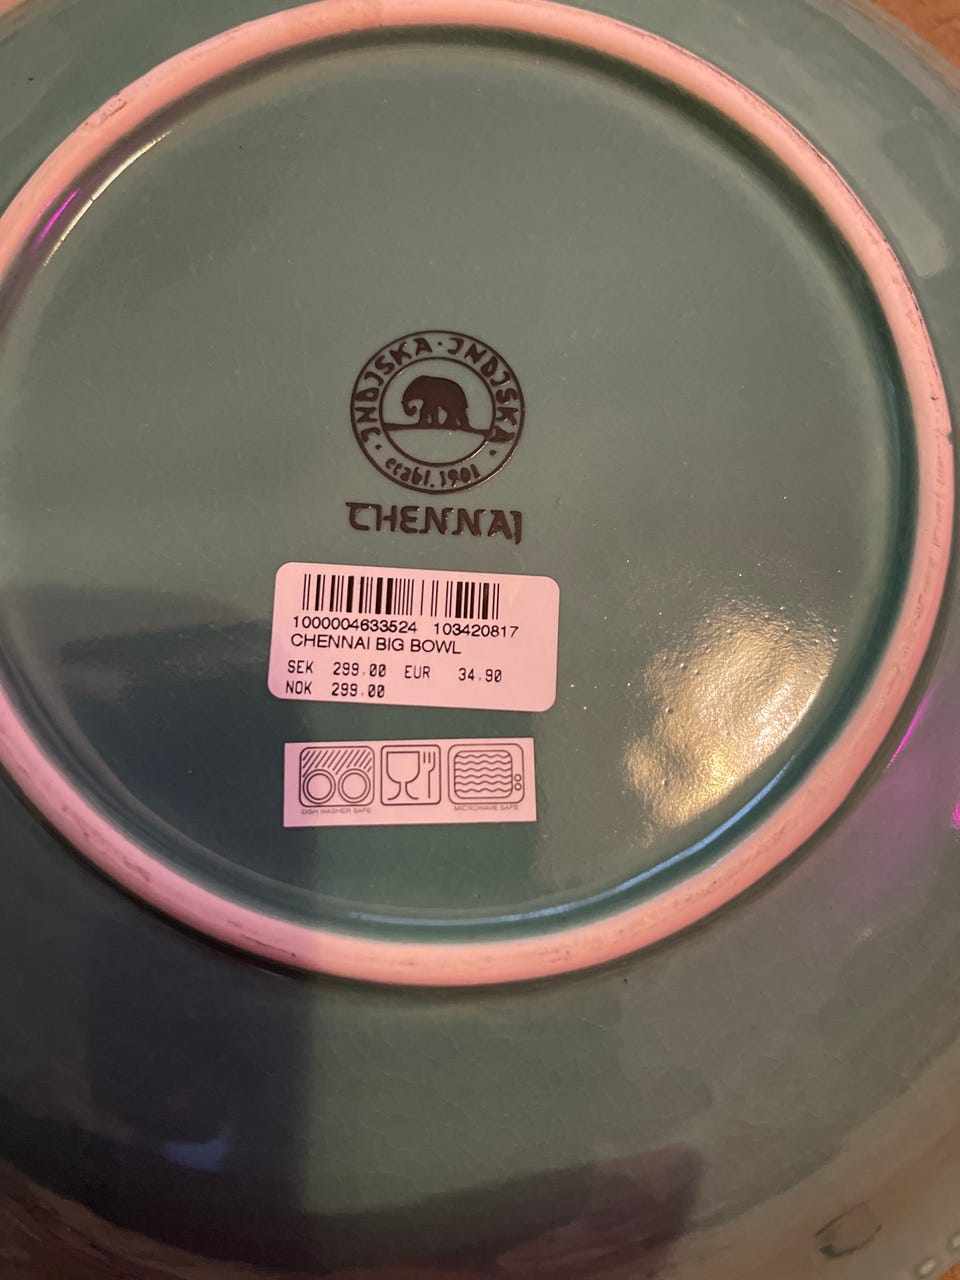 JNDJSKA · JNDJSKA ·
etabl. 1901
CHENNAI
1000004633524 103420817
CHENNAI BIG BOWL
SEK 299.00 EUR 34.90
NOK 299.00
DISH WASHER SAFE MICROWAVE SAFE